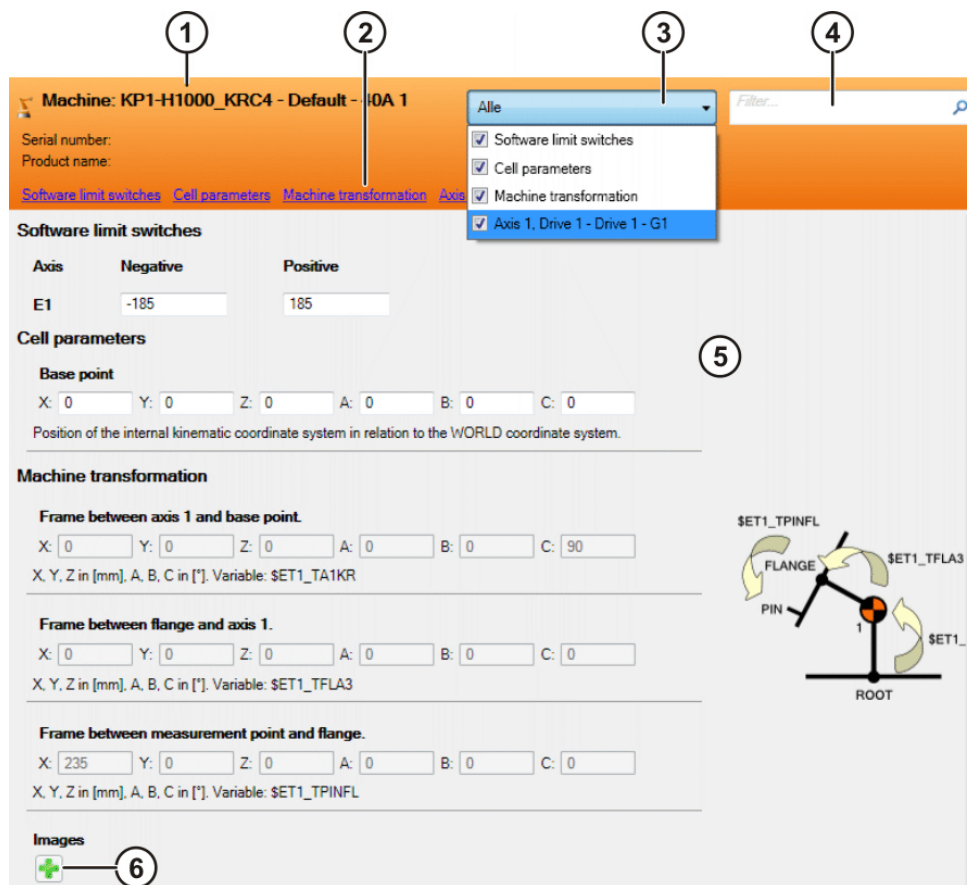 1 2 3 4
Machine: KP1-H1000_KRC4 - Default - 40A 1
Alle
Filter...
Serial number:
Product name:
Software limit switches
Cell parameters
Machine transformation
Axis 1, Drive 1 - Drive 1 - G1
Software limit switches Cell parameters Machine transformation Axis
Software limit switches
Axis Negative Positive
E1 -185 185
Cell parameters
5
Base point
X: 0 Y: 0 Z: 0 A: 0 B: 0 C: 0
Position of the internal kinematic coordinate system in relation to the WORLD coordinate system.
Machine transformation
Frame between axis 1 and base point.
X: 0 Y: 0 Z: 0 A: 0 B: 0 C: 90
X, Y, Z in [mm], A, B, C in [°]. Variable: $ET1_TA1KR
Frame between flange and axis 1.
X: 0 Y: 0 Z: 0 A: 0 B: 0 C: 0
X, Y, Z in [mm], A, B, C in [°]. Variable: $ET1_TFLA3
Frame between measurement point and flange.
X: 235 Y: 0 Z: 0 A: 0 B: 0 C: 0
X, Y, Z in [mm], A, B, C in [°]. Variable: $ET1_TPINFL
$ET1_TPINFL
$ET1_TFLA3
FLANGE
PIN
1
$ET1_
ROOT
Images
6